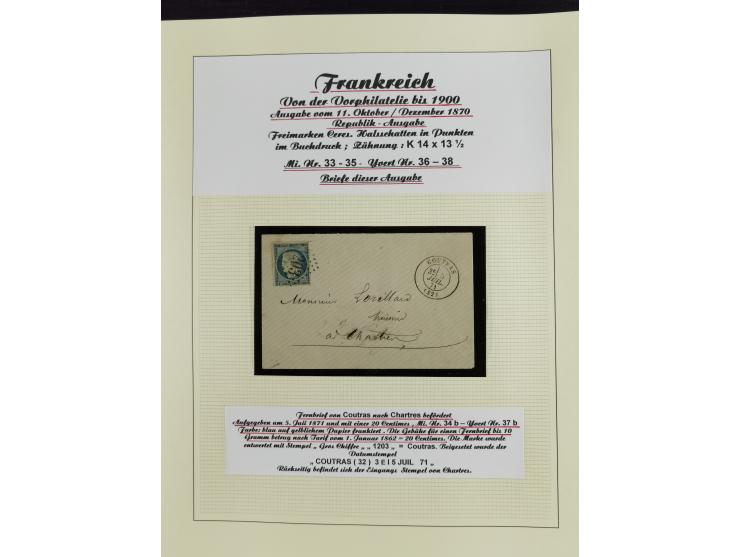 Frankreich
Von der Vorphilatelie bis 1900
Ausgabe vom 11. Oktober / Dezember 1870
Republik - Ausgabe
Freimarken Ceres. Halsschatten in Punkten
im Buchdruck ; Zähnung : K 14 x 13 ½
Mi. Nr. 33 - 35 - Yvert Nr. 36 – 38
Briefe dieser Ausgabe
COUTRAS
JUIL.
71
(32)
Monsieur Lorillard
à Chartres
Fernbrief von Coutras nach Chartres befördert
Aufgegeben am 5. Juli 1871 und mit einer 20 Centimes , Mi. Nr. 34 b – Yvert Nr. 37 b
Farbe: blau auf gelblichem Papier frankiert . Die Gebühr für einen Fernbrief bis 10
Gramm betrug nach Tarif vom 1. Januar 1862 = 20 Centimes. Die Marke wurde
entwertet mit Stempel „ Gros Chiffre „ „ 1203 „ = Coutras. Beigesetzt wurde der
Datumstempel
„ COUTRAS ( 32 ) 3 E l 5 JUIL 71 „
Rückseitig befindet sich der Eingangs Stempel von Chartres.